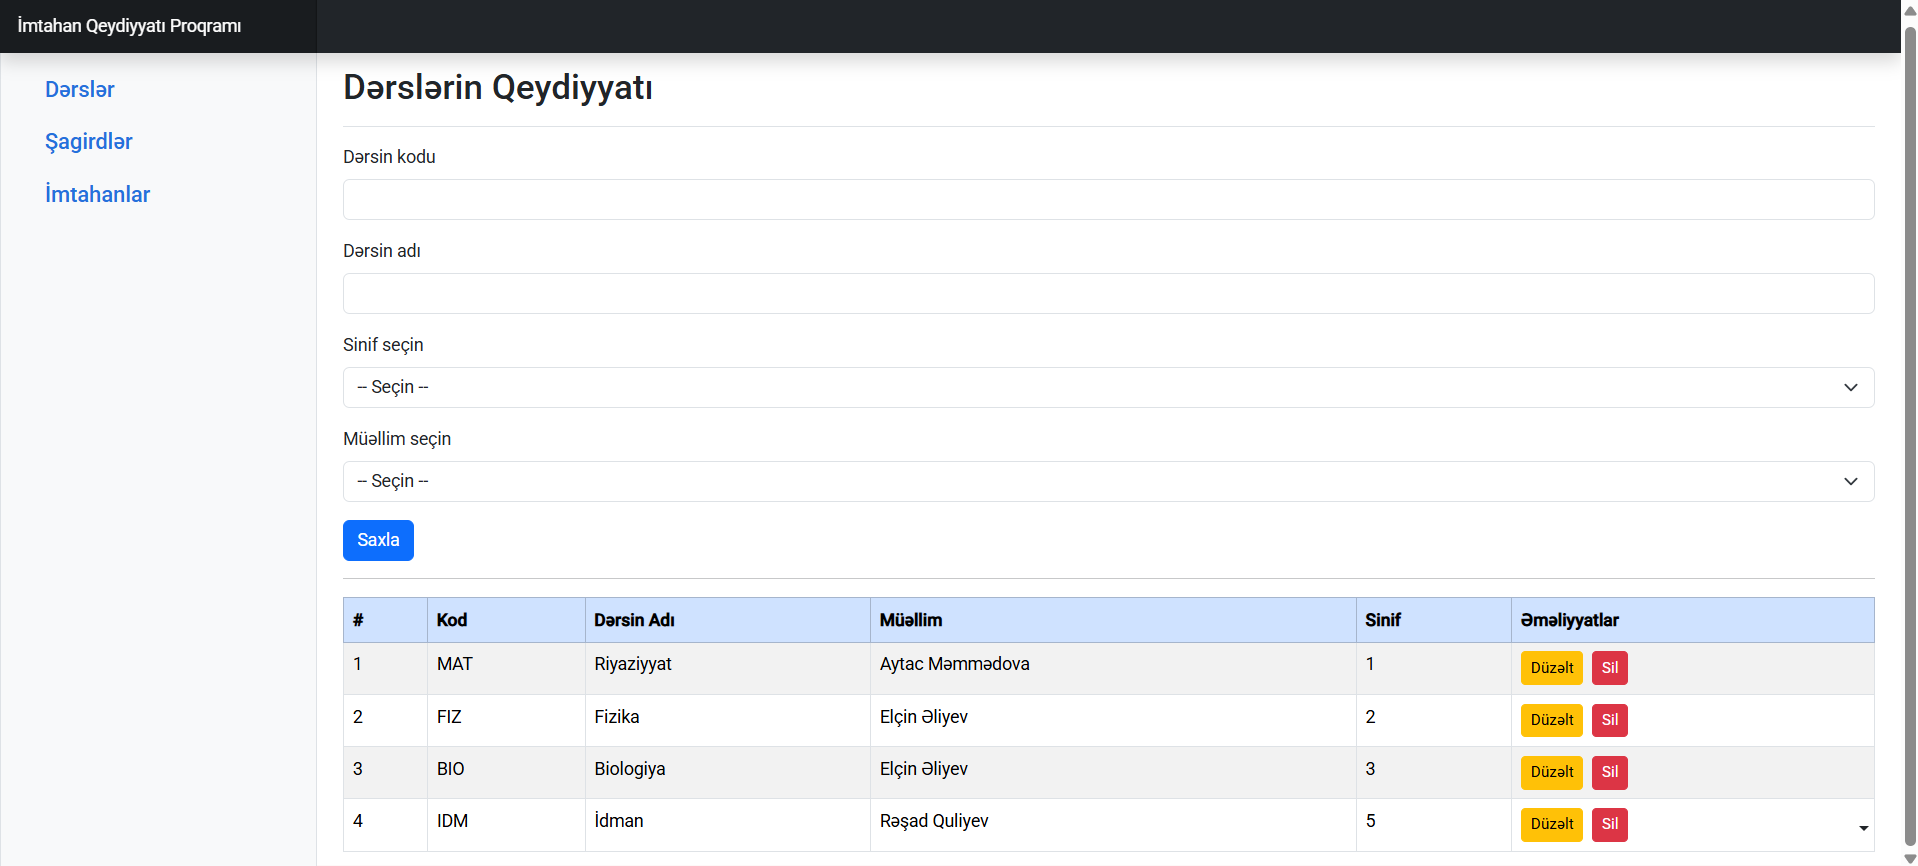 İmtahan Qeydiyyatı Proqramı
Dərslər
Şagirdlər
İmtahanlar
Dərslərin Qeydiyyatı
Dərsin kodu
Dərsin adı
Sinif seçin
-- Seçin --
Müəllim seçin
-- Seçin --
Saxla
# Kod Dərsin Adı Müəllim Sinif Əməliyyatlar
1 MAT Riyaziyyat Aytac Məmmədova 1 Düzəlt Sil
2 FIZ Fizika Elçin Əliyev 2 Düzəlt Sil
3 BIO Biologiya Elçin Əliyev 3 Düzəlt Sil
4 IDM İdman Rəşad Quliyev 5 Düzəlt Sil